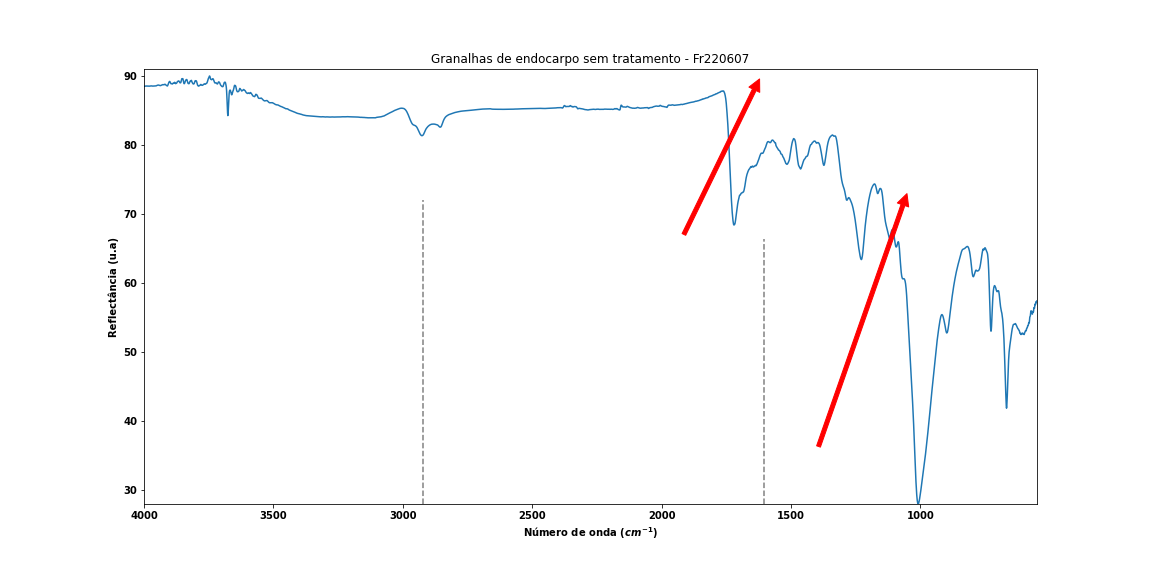 Granalhas de endocarpo sem tratamento - Fr220607
90
80
70
60
50
40
30
Reflectância (u.a)
4000 3500 3000 2500 2000 1500 1000
Número de onda (cm⁻¹)